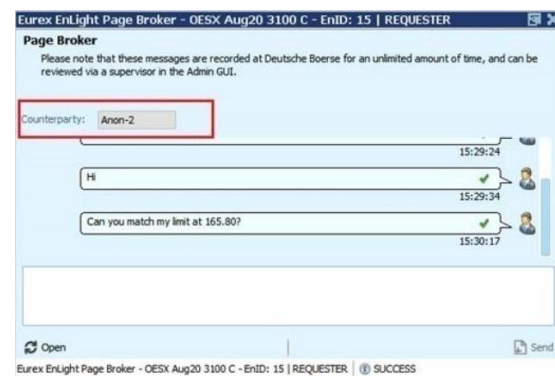 Eurex EnLight Page Broker - OESX Aug20 3100 C - EnID: 15 | REQUESTER
Page Broker
Please note that these messages are recorded at Deutsche Boerse for an unlimited amount of time, and can be
reviewed via a supervisor in the Admin GUI.
Counterparty: Anon-2
15:29:24
Hi
15:29:34
Can you match my limit at 165.80?
15:30:17
Open Send
Eurex EnLight Page Broker - OESX Aug20 3100 C - EnID: 15 | REQUESTER SUCCESS